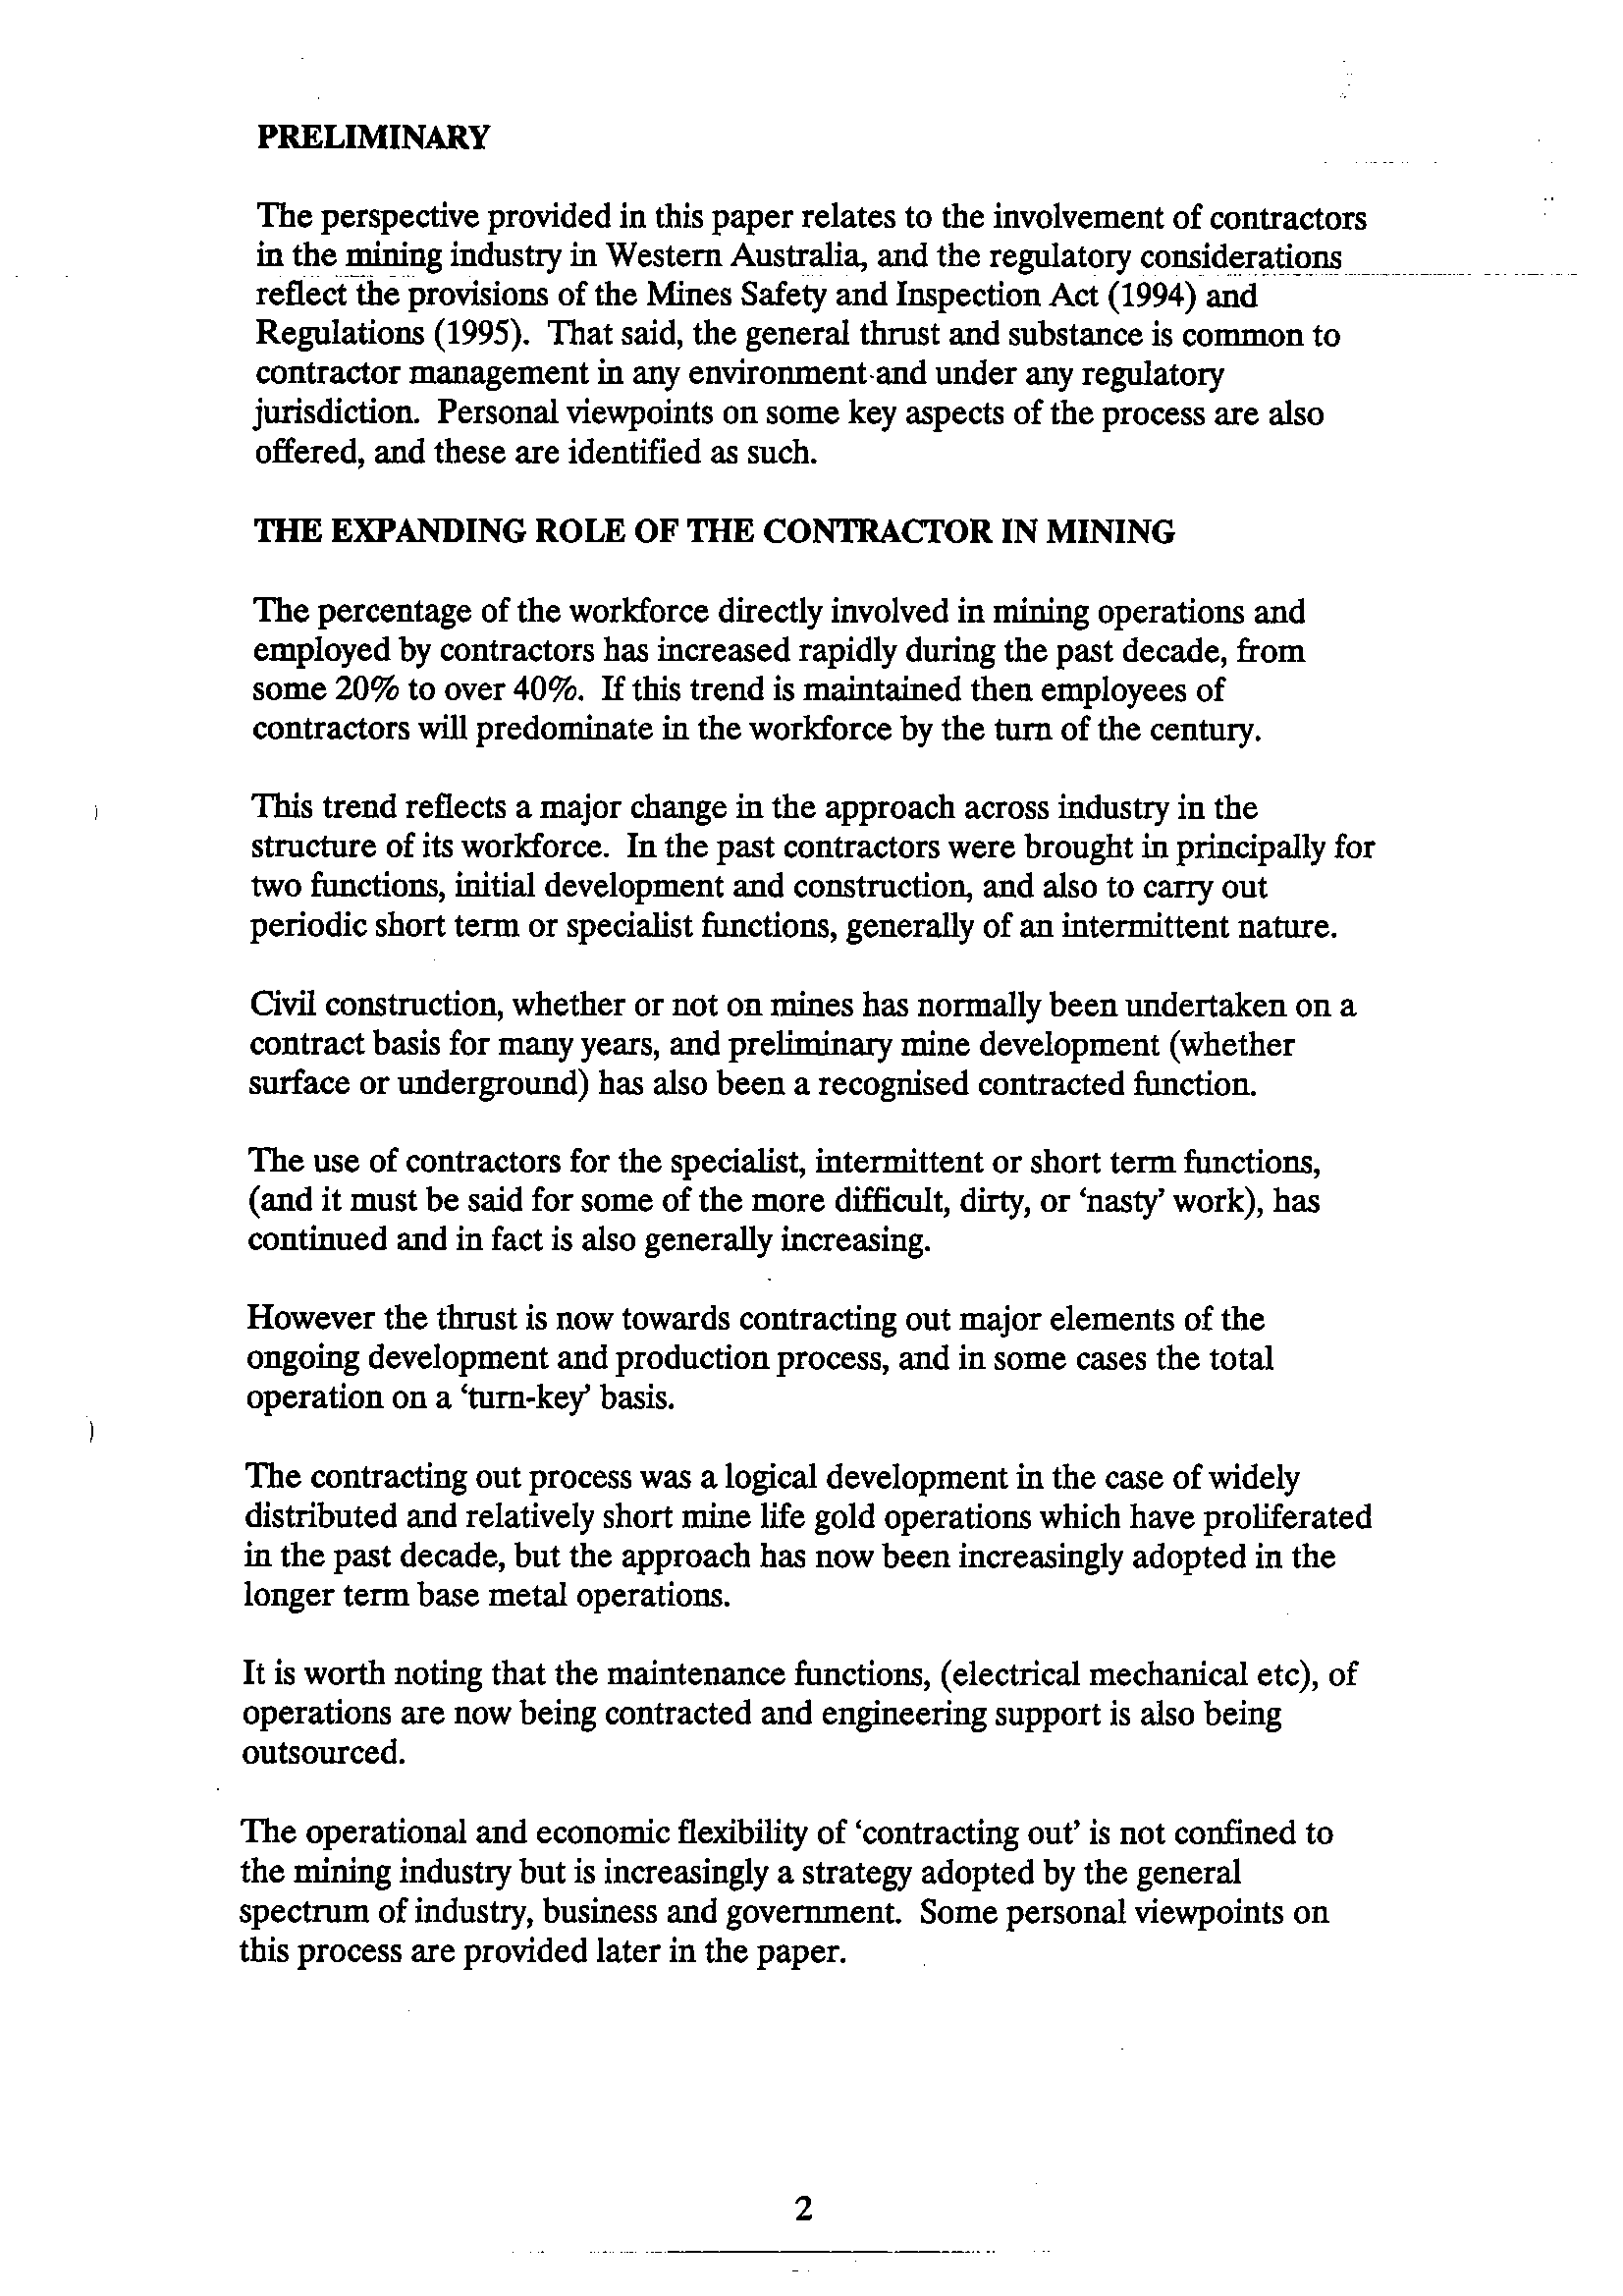 PRELIMINARY
The perspective provided in this paper relates to the involvement of contractors
in the mining industry in Western Australia, and the regulatory considerations
reflect the provisions of the Mines Safety and Inspection Act (1994) and
Regulations (1995). That said, the general thrust and substance is common to
contractor management in any environment and under any regulatory
jurisdiction. Personal viewpoints on some key aspects of the process are also
offered, and these are identified as such.
THE EXPANDING ROLE OF THE CONTRACTOR IN MINING
The percentage of the workforce directly involved in mining operations and
employed by contractors has increased rapidly during the past decade, from
some 20% to over 40%. If this trend is maintained then employees of
contractors will predominate in the workforce by the turn of the century.
This trend reflects a major change in the approach across industry in the
structure of its workforce. In the past contractors were brought in principally for
two functions, initial development and construction, and also to carry out
periodic short term or specialist functions, generally of an intermittent nature.
Civil construction, whether or not on mines has normally been undertaken on a
contract basis for many years, and preliminary mine development (whether
surface or underground) has also been a recognised contracted function.
The use of contractors for the specialist, intermittent or short term functions,
(and it must be said for some of the more difficult, dirty, or ‘nasty’ work), has
continued and in fact is also generally increasing.
However the thrust is now towards contracting out major elements of the
ongoing development and production process, and in some cases the total
operation on a ‘turn-key’ basis.
The contracting out process was a logical development in the case of widely
distributed and relatively short mine life gold operations which have proliferated
in the past decade, but the approach has now been increasingly adopted in the
longer term base metal operations.
It is worth noting that the maintenance functions, (electrical mechanical etc), of
operations are now being contracted and engineering support is also being
outsourced.
The operational and economic flexibility of ‘contracting out’ is not confined to
the mining industry but is increasingly a strategy adopted by the general
spectrum of industry, business and government. Some personal viewpoints on
this process are provided later in the paper.
2